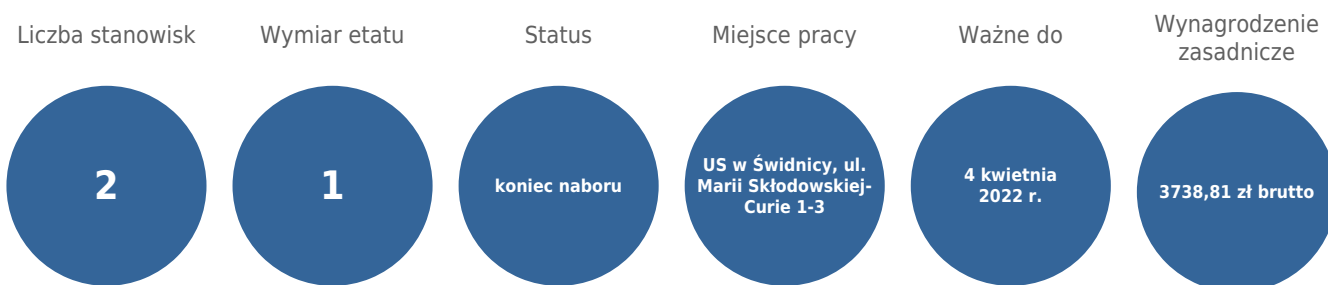 Liczba stanowisk
2
Wymiar etatu
1
Status
koniec naboru
Miejsce pracy
US w Świdnicy, ul.
Marii Skłodowskiej-
Curie 1-3
Ważne do
4 kwietnia
2022 r.
Wynagrodzenie
zasadnicze
3738,81 zł brutto